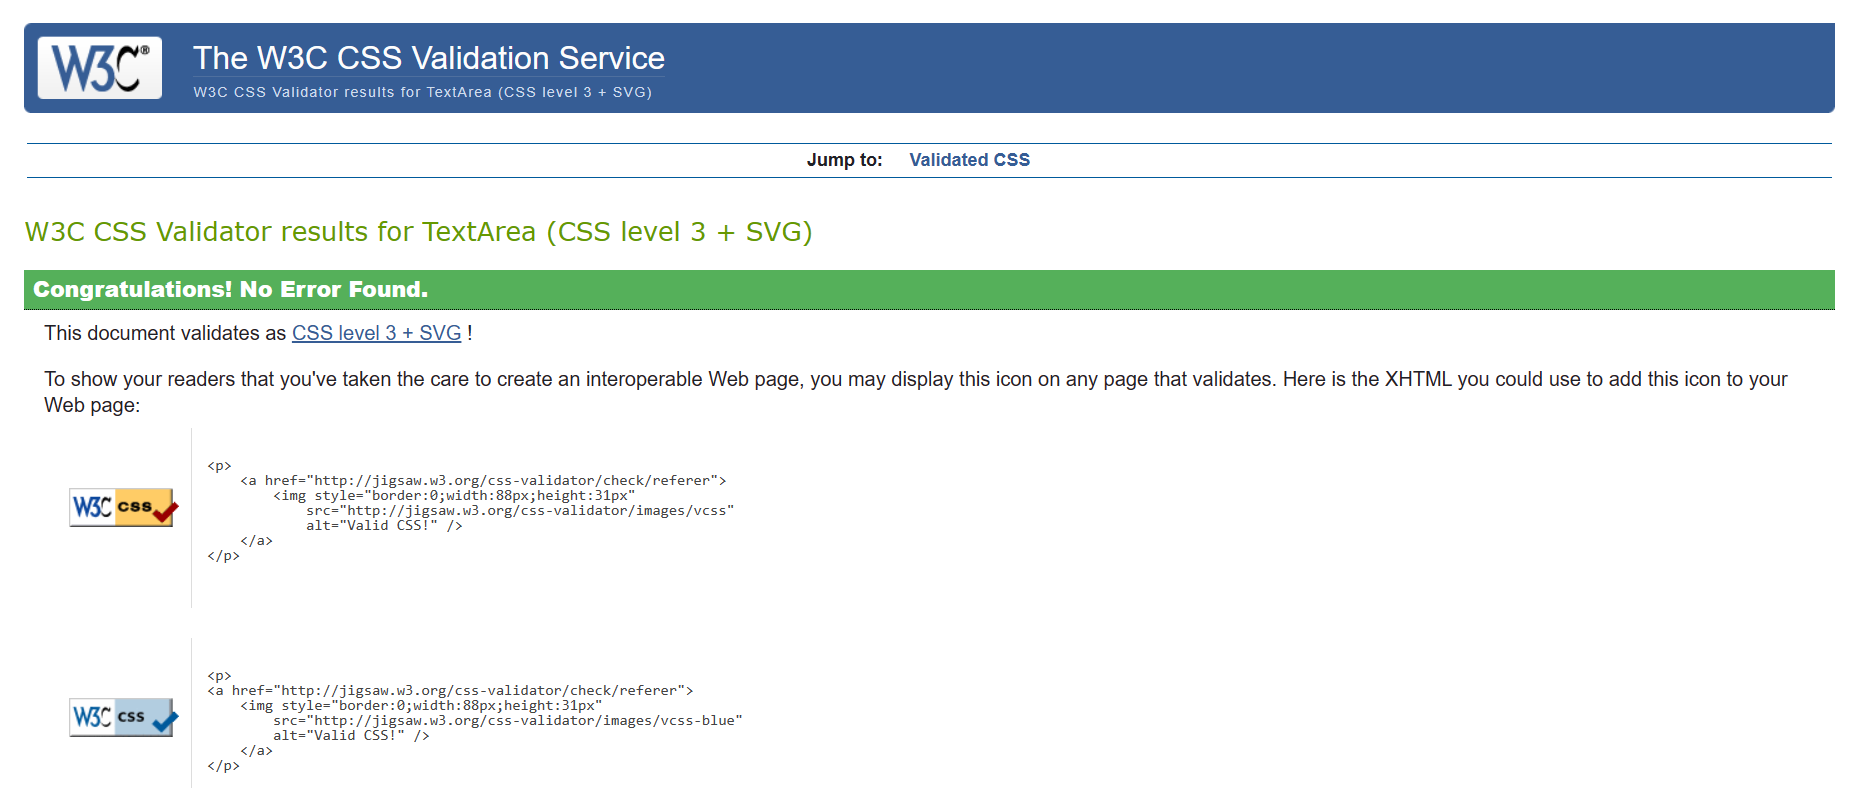 W3C®
The W3C CSS Validation Service
W3C CSS Validator results for TextArea (CSS level 3 + SVG)
Jump to: Validated CSS
W3C CSS Validator results for TextArea (CSS level 3 + SVG)
Congratulations! No Error Found.
This document validates as CSS level 3 + SVG !
To show your readers that you've taken the care to create an interoperable Web page, you may display this icon on any page that validates. Here is the XHTML you could use to add this icon to your
Web page:
W3C css
<p>
    <a href="http://jigsaw.w3.org/css-validator/check/referer">
        <img style="border:0;width:88px;height:31px"
            src="http://jigsaw.w3.org/css-validator/images/vcss"
            alt="Valid CSS!" />
    </a>
</p>
W3C css
<p>
<a href="http://jigsaw.w3.org/css-validator/check/referer">
    <img style="border:0;width:88px;height:31px"
        src="http://jigsaw.w3.org/css-validator/images/vcss-blue"
        alt="Valid CSS!" />
    </a>
</p>